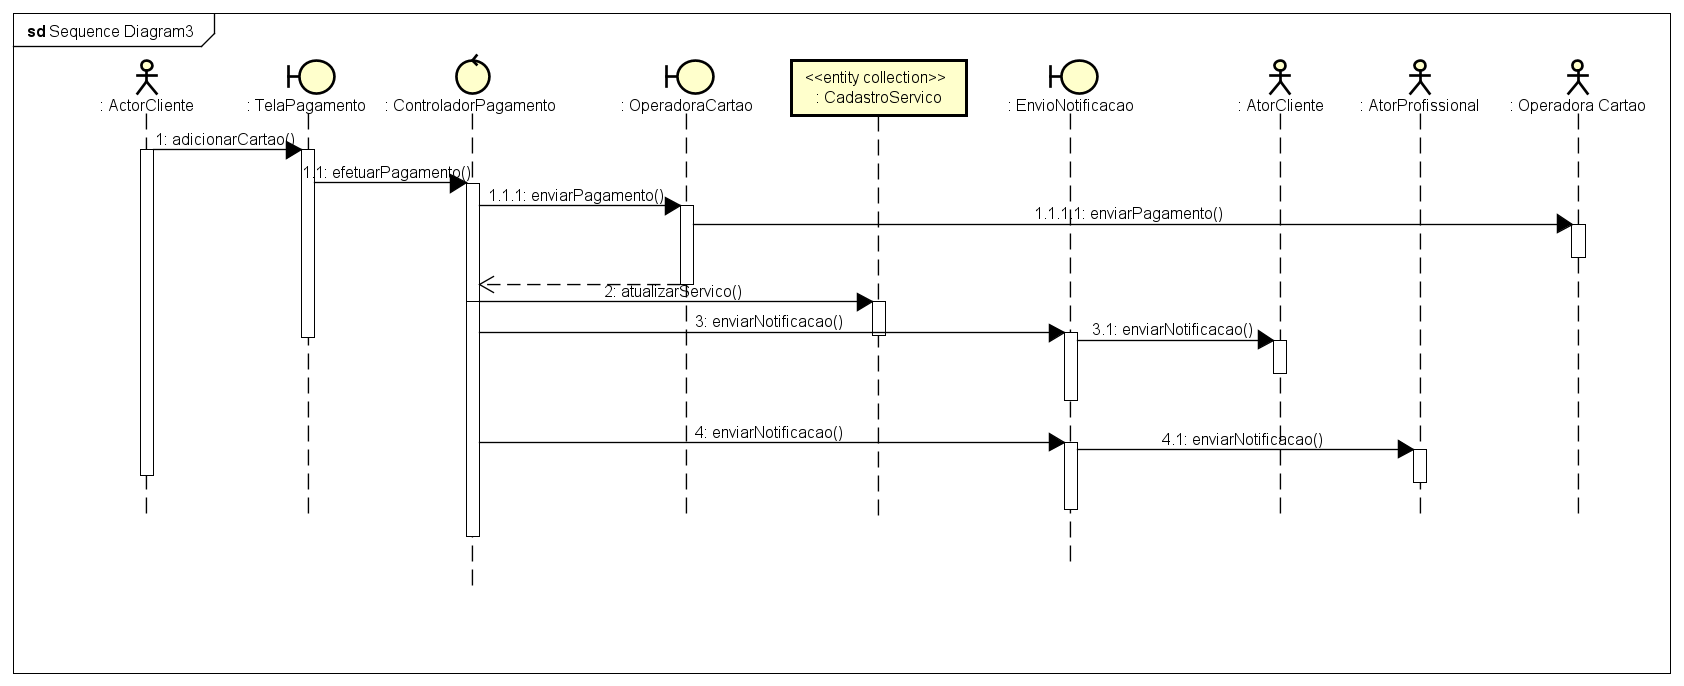 sd Sequence Diagram3
: ActorCliente
: TelaPagamento
: ControladorPagamento
: OperadoraCartao
<<entity collection>>
: CadastroServico
: EnvioNotificacao
: AtorCliente
: AtorProfissional
: Operadora Cartao
1: adicionarCartao()
1.1: efetuarPagamento()
1.1.1: enviarPagamento()
1.1.1.1: enviarPagamento()
2: atualizarServico()
3: enviarNotificacao()
3.1: enviarNotificacao()
4: enviarNotificacao()
4.1: enviarNotificacao()